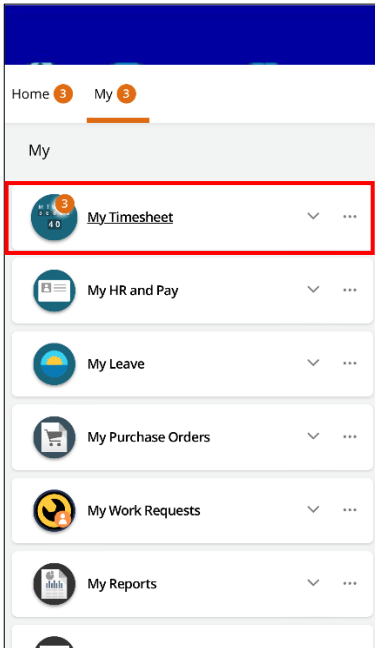 Home 3 My 3
My
3
40
My Timesheet
My HR and Pay
My Leave
My Purchase Orders
My Work Requests
My Reports